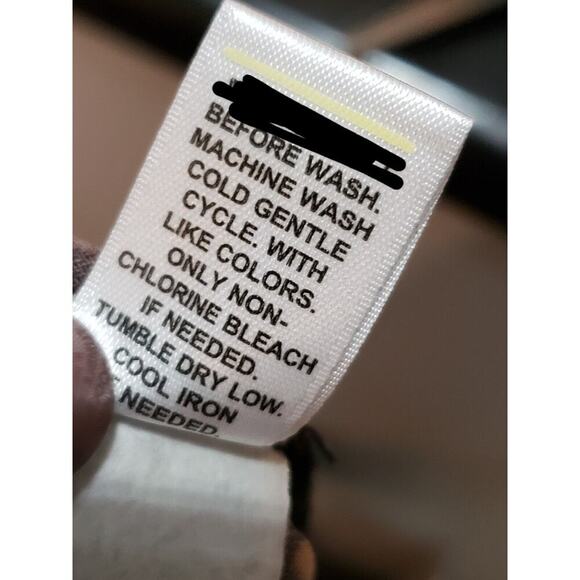 BEFORE WASH.
MACHINE WASH
COLD GENTLE
CYCLE. WITH
LIKE COLORS.
ONLY NON-
CHLORINE BLEACH
IF NEEDED.
TUMBLE DRY LOW.
COOL IRON
NEEDED.